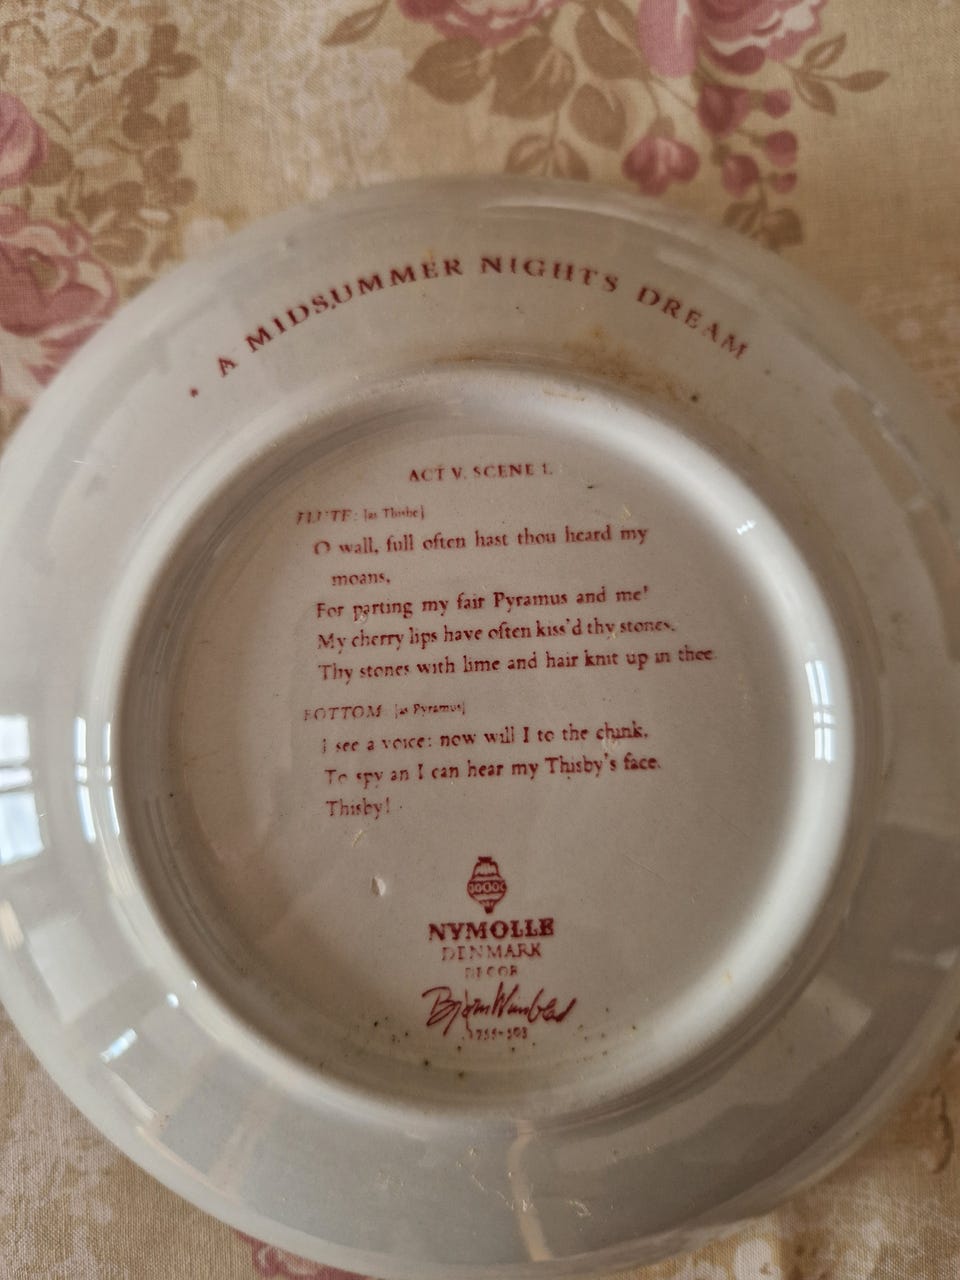 • A MIDSUMMER NIGHTS DREAM
ACT V. SCENE 1.
FLUTE: [as Thisbe]
O wall, full often hast thou heard my
moans,
For parting my fair Pyramus and me!
My cherry lips have often kiss'd thy stones,
Thy stones with lime and hair knit up in thee.
BOTTOM [as Pyramus]
I see a voice: now will I to the chink,
To spy an I can hear my Thisby's face.
Thisby!
NYMOLLE
DENMARK
DECOR
Bjørn Wiinblad